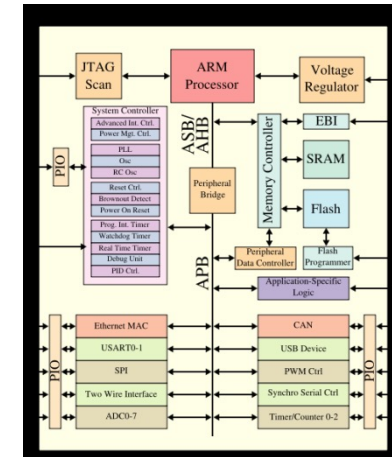 JTAG
Scan
ARM
Processor
Voltage
Regulator
System Controller
Advanced Int. Ctrl.
Power Mgt. Ctrl.
PLL
Osc
RC Osc
Reset Ctrl.
Brownout Detect
Power On Reset
Prog. Int. Timer
Watchdog Timer
Real Time Timer
Debug Unit
PID Ctrl.
PIO
ASB/
AHB
Peripheral
Bridge
APB
Memory Controller
EBI
SRAM
Flash
Peripheral
Data Controller
Flash
Programmer
Application-Specific
Logic
PIO
Ethernet MAC
USART0-1
SPI
Two Wire Interface
ADC0-7
CAN
USB Device
PWM Ctrl
Synchro Serial Ctrl
Timer/Counter 0-2
PIO